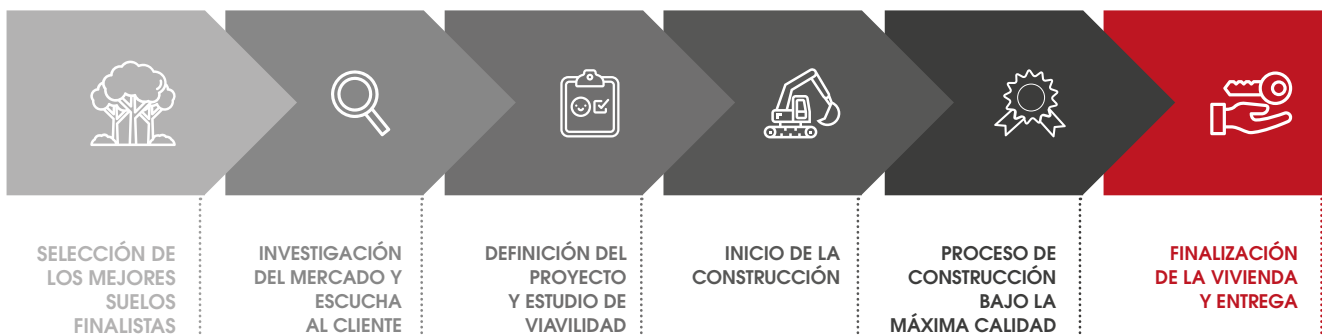 SELECCIÓN DE
LOS MEJORES
SUELOS
FINALISTAS
INVESTIGACIÓN
DEL MERCADO Y
ESCUCHA
AL CLIENTE
DEFINICIÓN DEL
PROYECTO
Y ESTUDIO DE
VIAVILIDAD
INICIO DE LA
CONSTRUCCIÓN
PROCESO DE
CONSTRUCCIÓN
BAJO LA
MÁXIMA CALIDAD
FINALIZACIÓN
DE LA VIVIENDA
Y ENTREGA